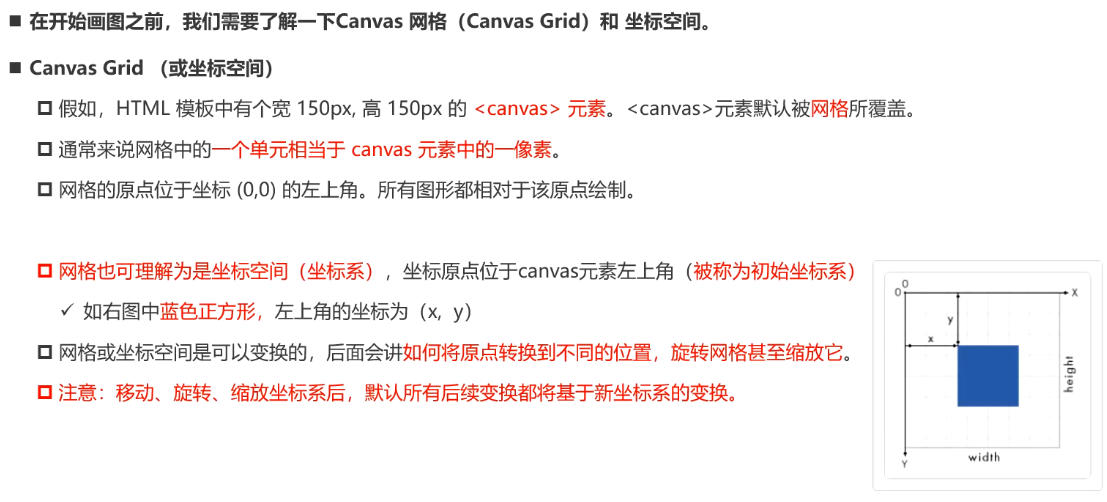 ■ 在开始画图之前，我们需要了解一下Canvas 网格（Canvas Grid）和 坐标空间。
■ Canvas Grid （或坐标空间）
假如，HTML 模板中有个宽 150px, 高 150px 的 <canvas> 元素。<canvas>元素默认被网格所覆盖。
通常来说网格中的一个单元相当于 canvas 元素中的一像素。
网格的原点位于坐标 (0,0) 的左上角。所有图形都相对于该原点绘制。
网格也可理解为是坐标空间（坐标系），坐标原点位于canvas元素左上角（被称为初始坐标系）
✓ 如右图中蓝色正方形，左上角的坐标为（x, y）
网格或坐标空间是可以变换的，后面会讲如何将原点转换到不同的位置，旋转网格甚至缩放它。
注意：移动、旋转、缩放坐标系后，默认所有后续变换都将基于新坐标系的变换。
0
0
X
y
x
height
width
Y